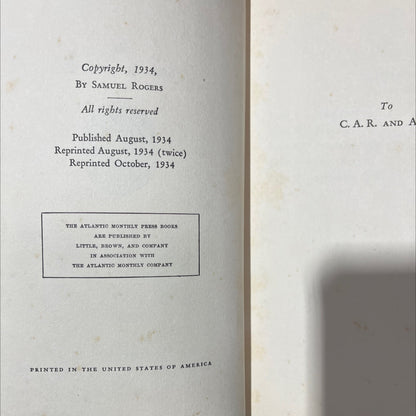 Copyright, 1934,
BY SAMUEL ROGERS
All rights reserved
Published August, 1934
Reprinted August, 1934 (twice)
Reprinted October, 1934
THE ATLANTIC MONTHLY PRESS BOOKS
ARE PUBLISHED BY
LITTLE, BROWN, AND COMPANY
IN ASSOCIATION WITH
THE ATLANTIC MONTHLY COMPANY
PRINTED IN THE UNITED STATES OF AMERICA
To
C. A. R. AND A